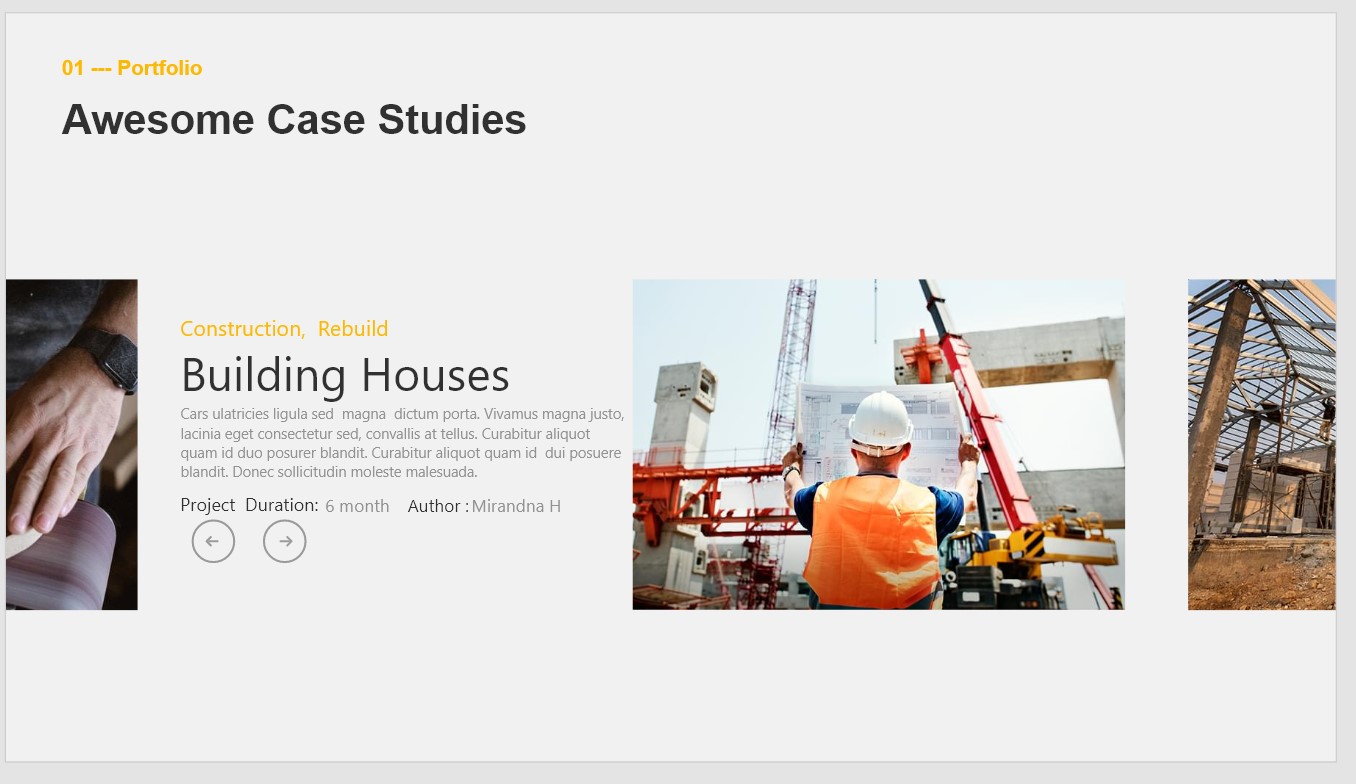 01 --- Portfolio
Awesome Case Studies
Construction,  Rebuild
Building Houses
Cars ulatricies ligula sed  magna  dictum porta. Vivamus magna justo,
lacinia eget consectetur sed, convallis at tellus. Curabitur aliquot
quam id duo posurer blandit. Curabitur aliquot quam id  dui posuere
blandit. Donec sollicitudin moleste malesuada.
Project  Duration: 6 month Author : Mirandna H